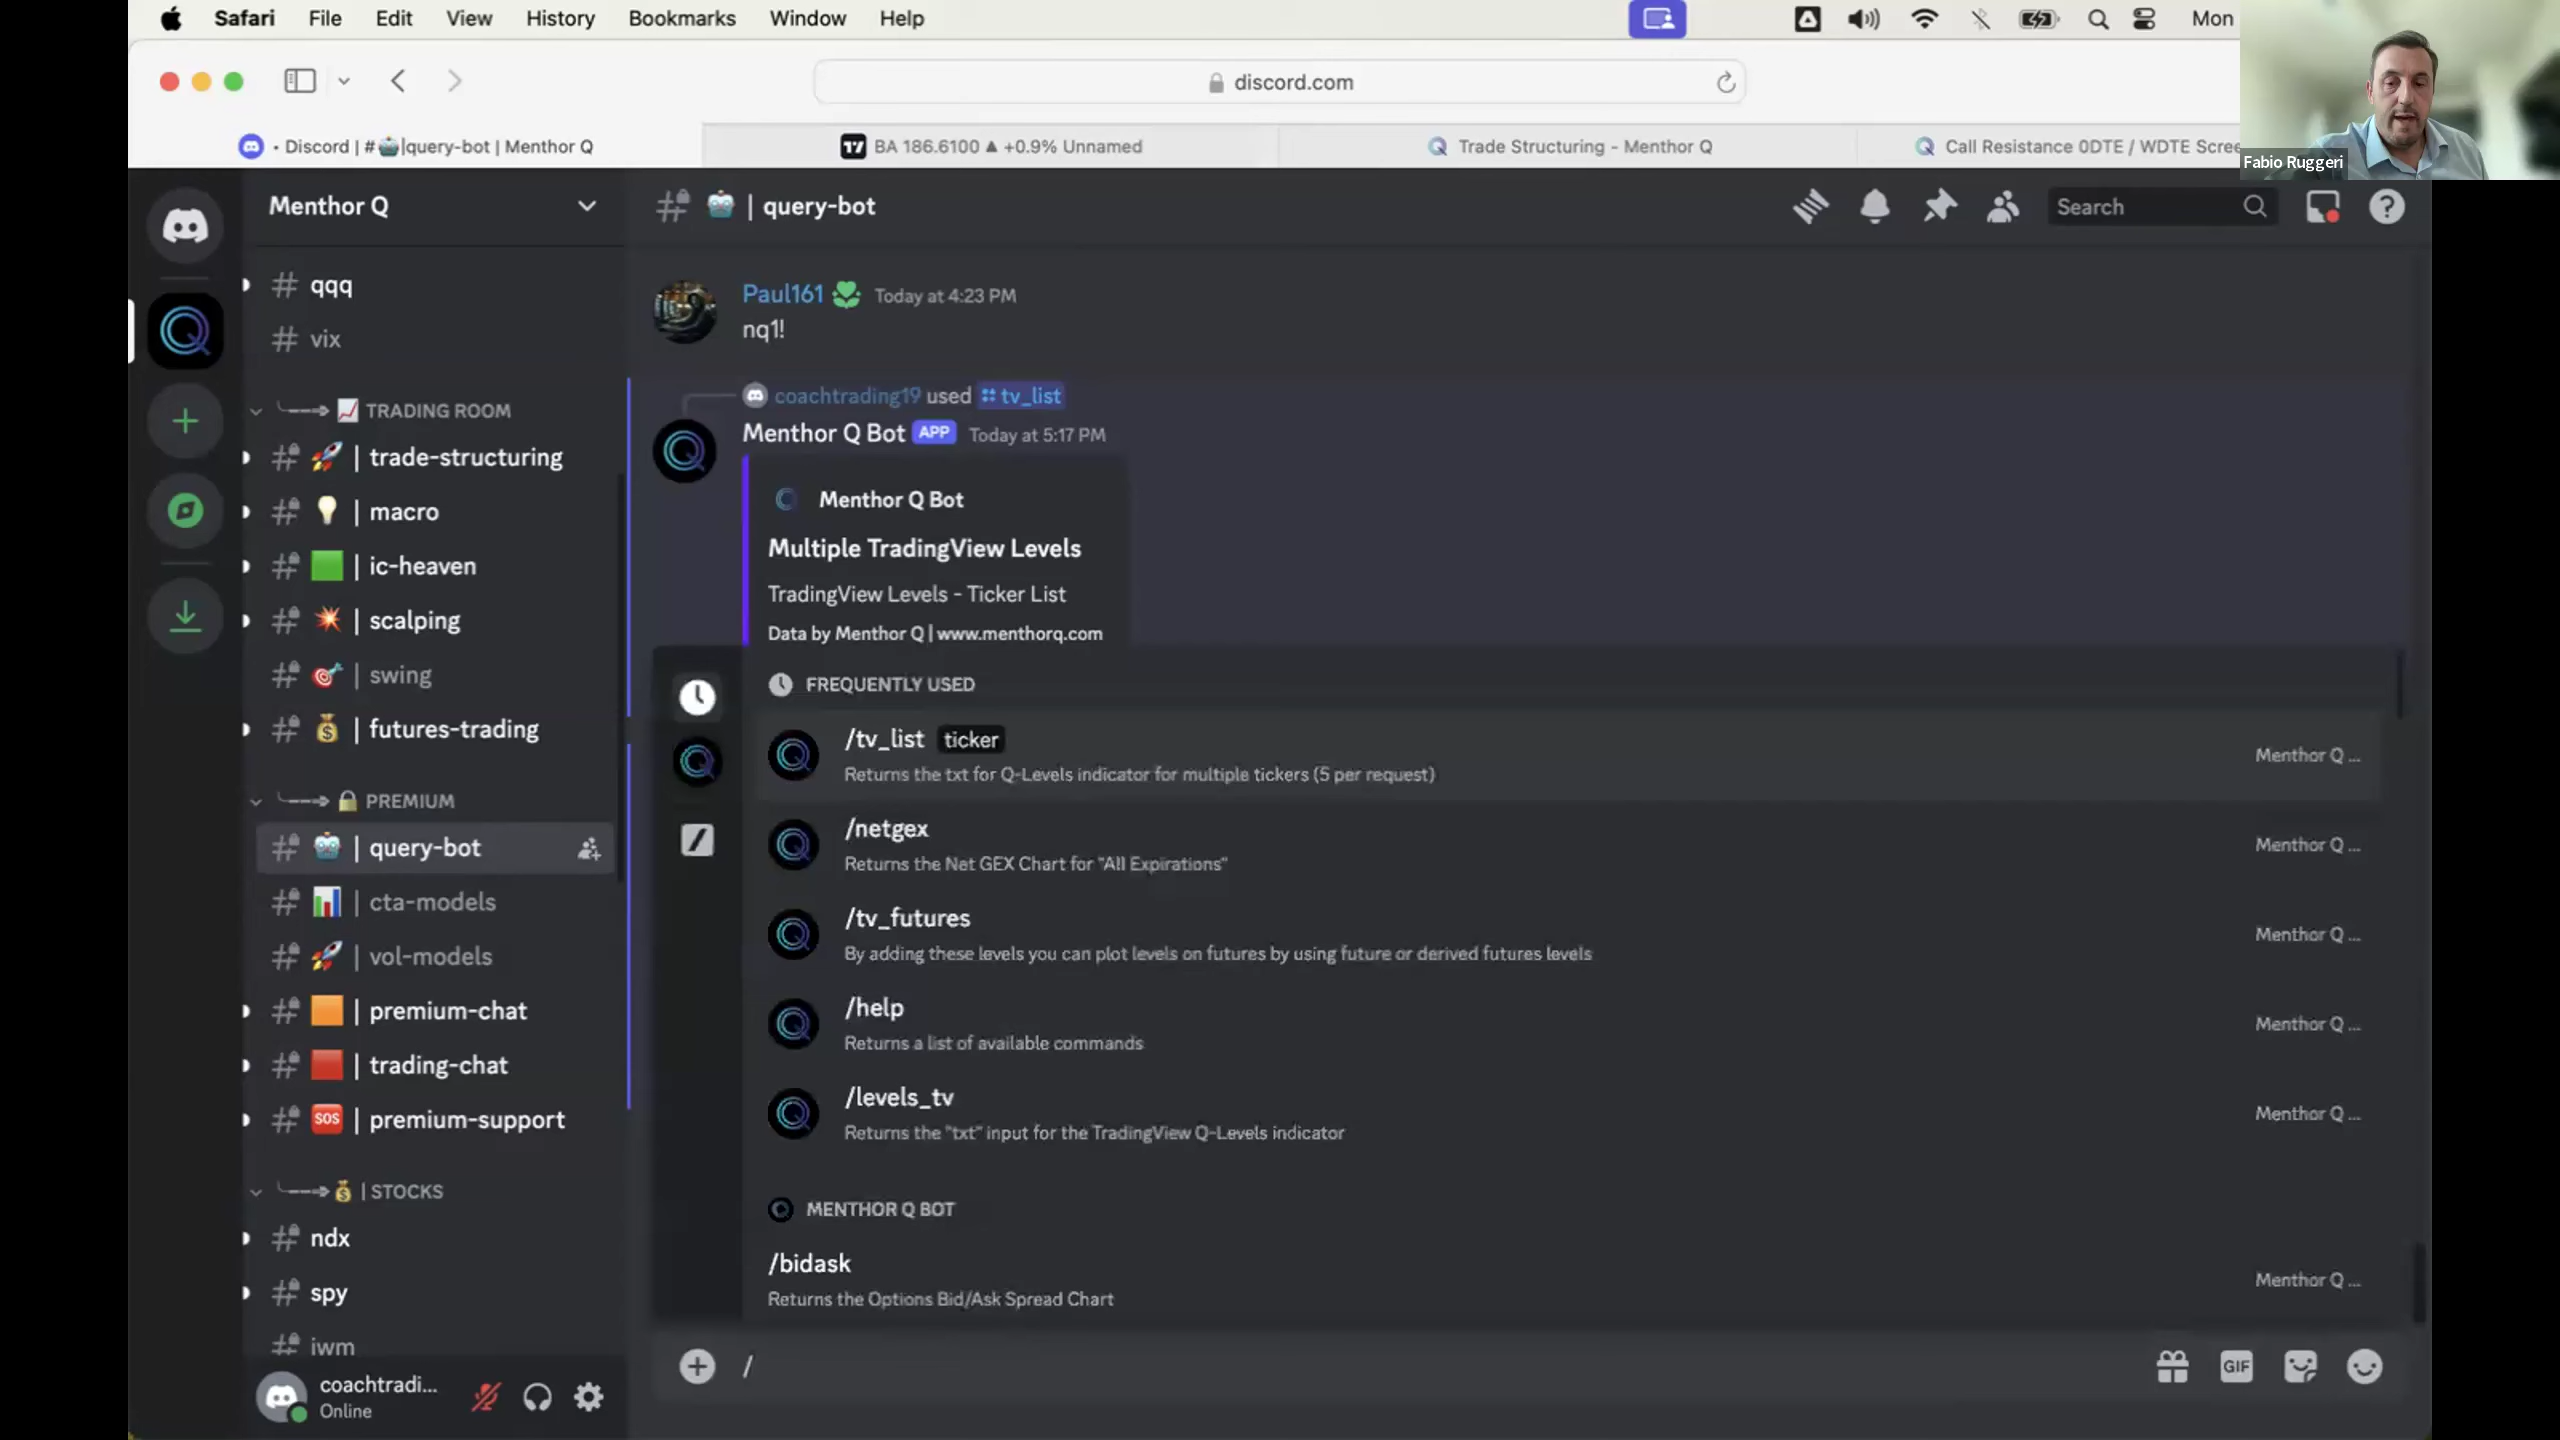 Safari File Edit View History Bookmarks Window Help Mon
discord.com
• Discord | #🤖|query-bot | Menthor Q
BA 186.6100 ▲ +0.9% Unnamed
Trade Structuring - Menthor Q
Call Resistance 0DTE / WDTE Scree
Fabio Ruggeri
Menthor Q
qqq
vix
TRADING ROOM
| trade-structuring
| macro
| ic-heaven
| scalping
| swing
| futures-trading
PREMIUM
| query-bot
| cta-models
| vol-models
| premium-chat
| trading-chat
SOS | premium-support
| STOCKS
ndx
spy
iwm
coachtradi...
Online
| query-bot
Search
Paul161 Today at 4:23 PM
nq1!
coachtrading19 used tv_list
Menthor Q Bot APP Today at 5:17 PM
Menthor Q Bot
Multiple TradingView Levels
TradingView Levels - Ticker List
Data by Menthor Q | www.menthorq.com
FREQUENTLY USED
/tv_list ticker
Returns the txt for Q-Levels indicator for multiple tickers (5 per request)
Menthor Q ...
/netgex
Returns the Net GEX Chart for "All Expirations"
Menthor Q ...
/tv_futures
By adding these levels you can plot levels on futures by using future or derived futures levels
Menthor Q ...
/help
Returns a list of available commands
Menthor Q ...
/levels_tv
Returns the "txt" input for the TradingView Q-Levels indicator
Menthor Q ...
MENTHOR Q BOT
/bidask
Returns the Options Bid/Ask Spread Chart
Menthor Q ...
/
GIF